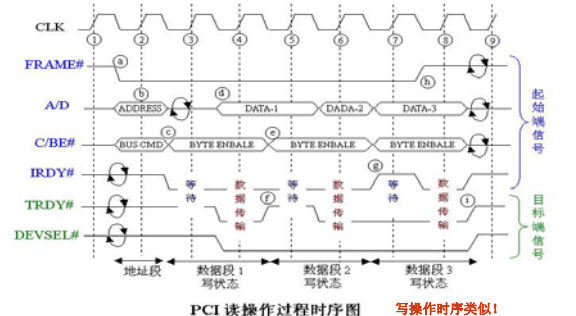 CLK
① ② ③ ④ ⑤ ⑥ ⑦ ⑧ ⑨
FRAME#
ⓐ ⓗ
A/D
ⓑ ⓓ
ADDRESS DATA-1 DADA-2 DATA-3
C/BE#
ⓒ ⓔ
BUS CMD BYTE ENBALE BYTE ENBALE BYTE ENBALE
IRDY#
ⓖ
等待 数据传输 等待 数据传输 等待 数据传输
TRDY#
ⓕ ⓘ
DEVSEL#
起始端信号
目标端信号
地址段 数据段 1 数据段 2 数据段 3
写状态 写状态 写状态
PCI 读操作过程时序图 写操作时序类似!